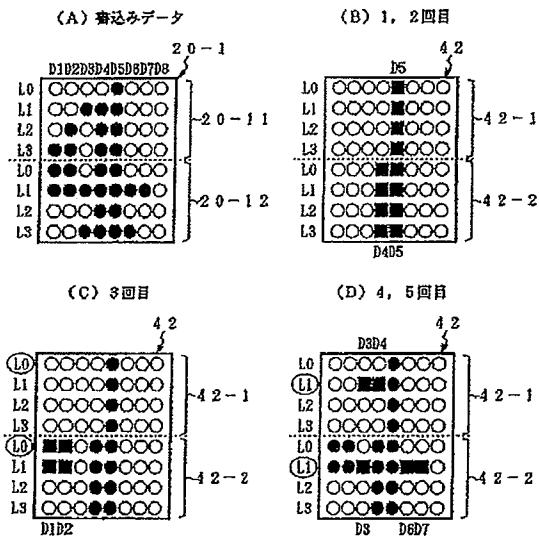 (A) 書込みデータ
(B) 1, 2回目
20-1
42
D1D2D3D4D5D6D7D8
D5
L0
L1
L2
L3
L0
L1
L2
L3
20-11
20-12
L0
L1
L2
L3
L0
L1
L2
L3
42-1
42-2
D4D5
(C) 3回目
(D) 4, 5回目
42
42
D3D4
L0
L1
L2
L3
L0
L1
L2
L3
42-1
42-2
D1D2
L0
L1
L2
L3
L0
L1
L2
L3
42-1
42-2
D3
D6D7